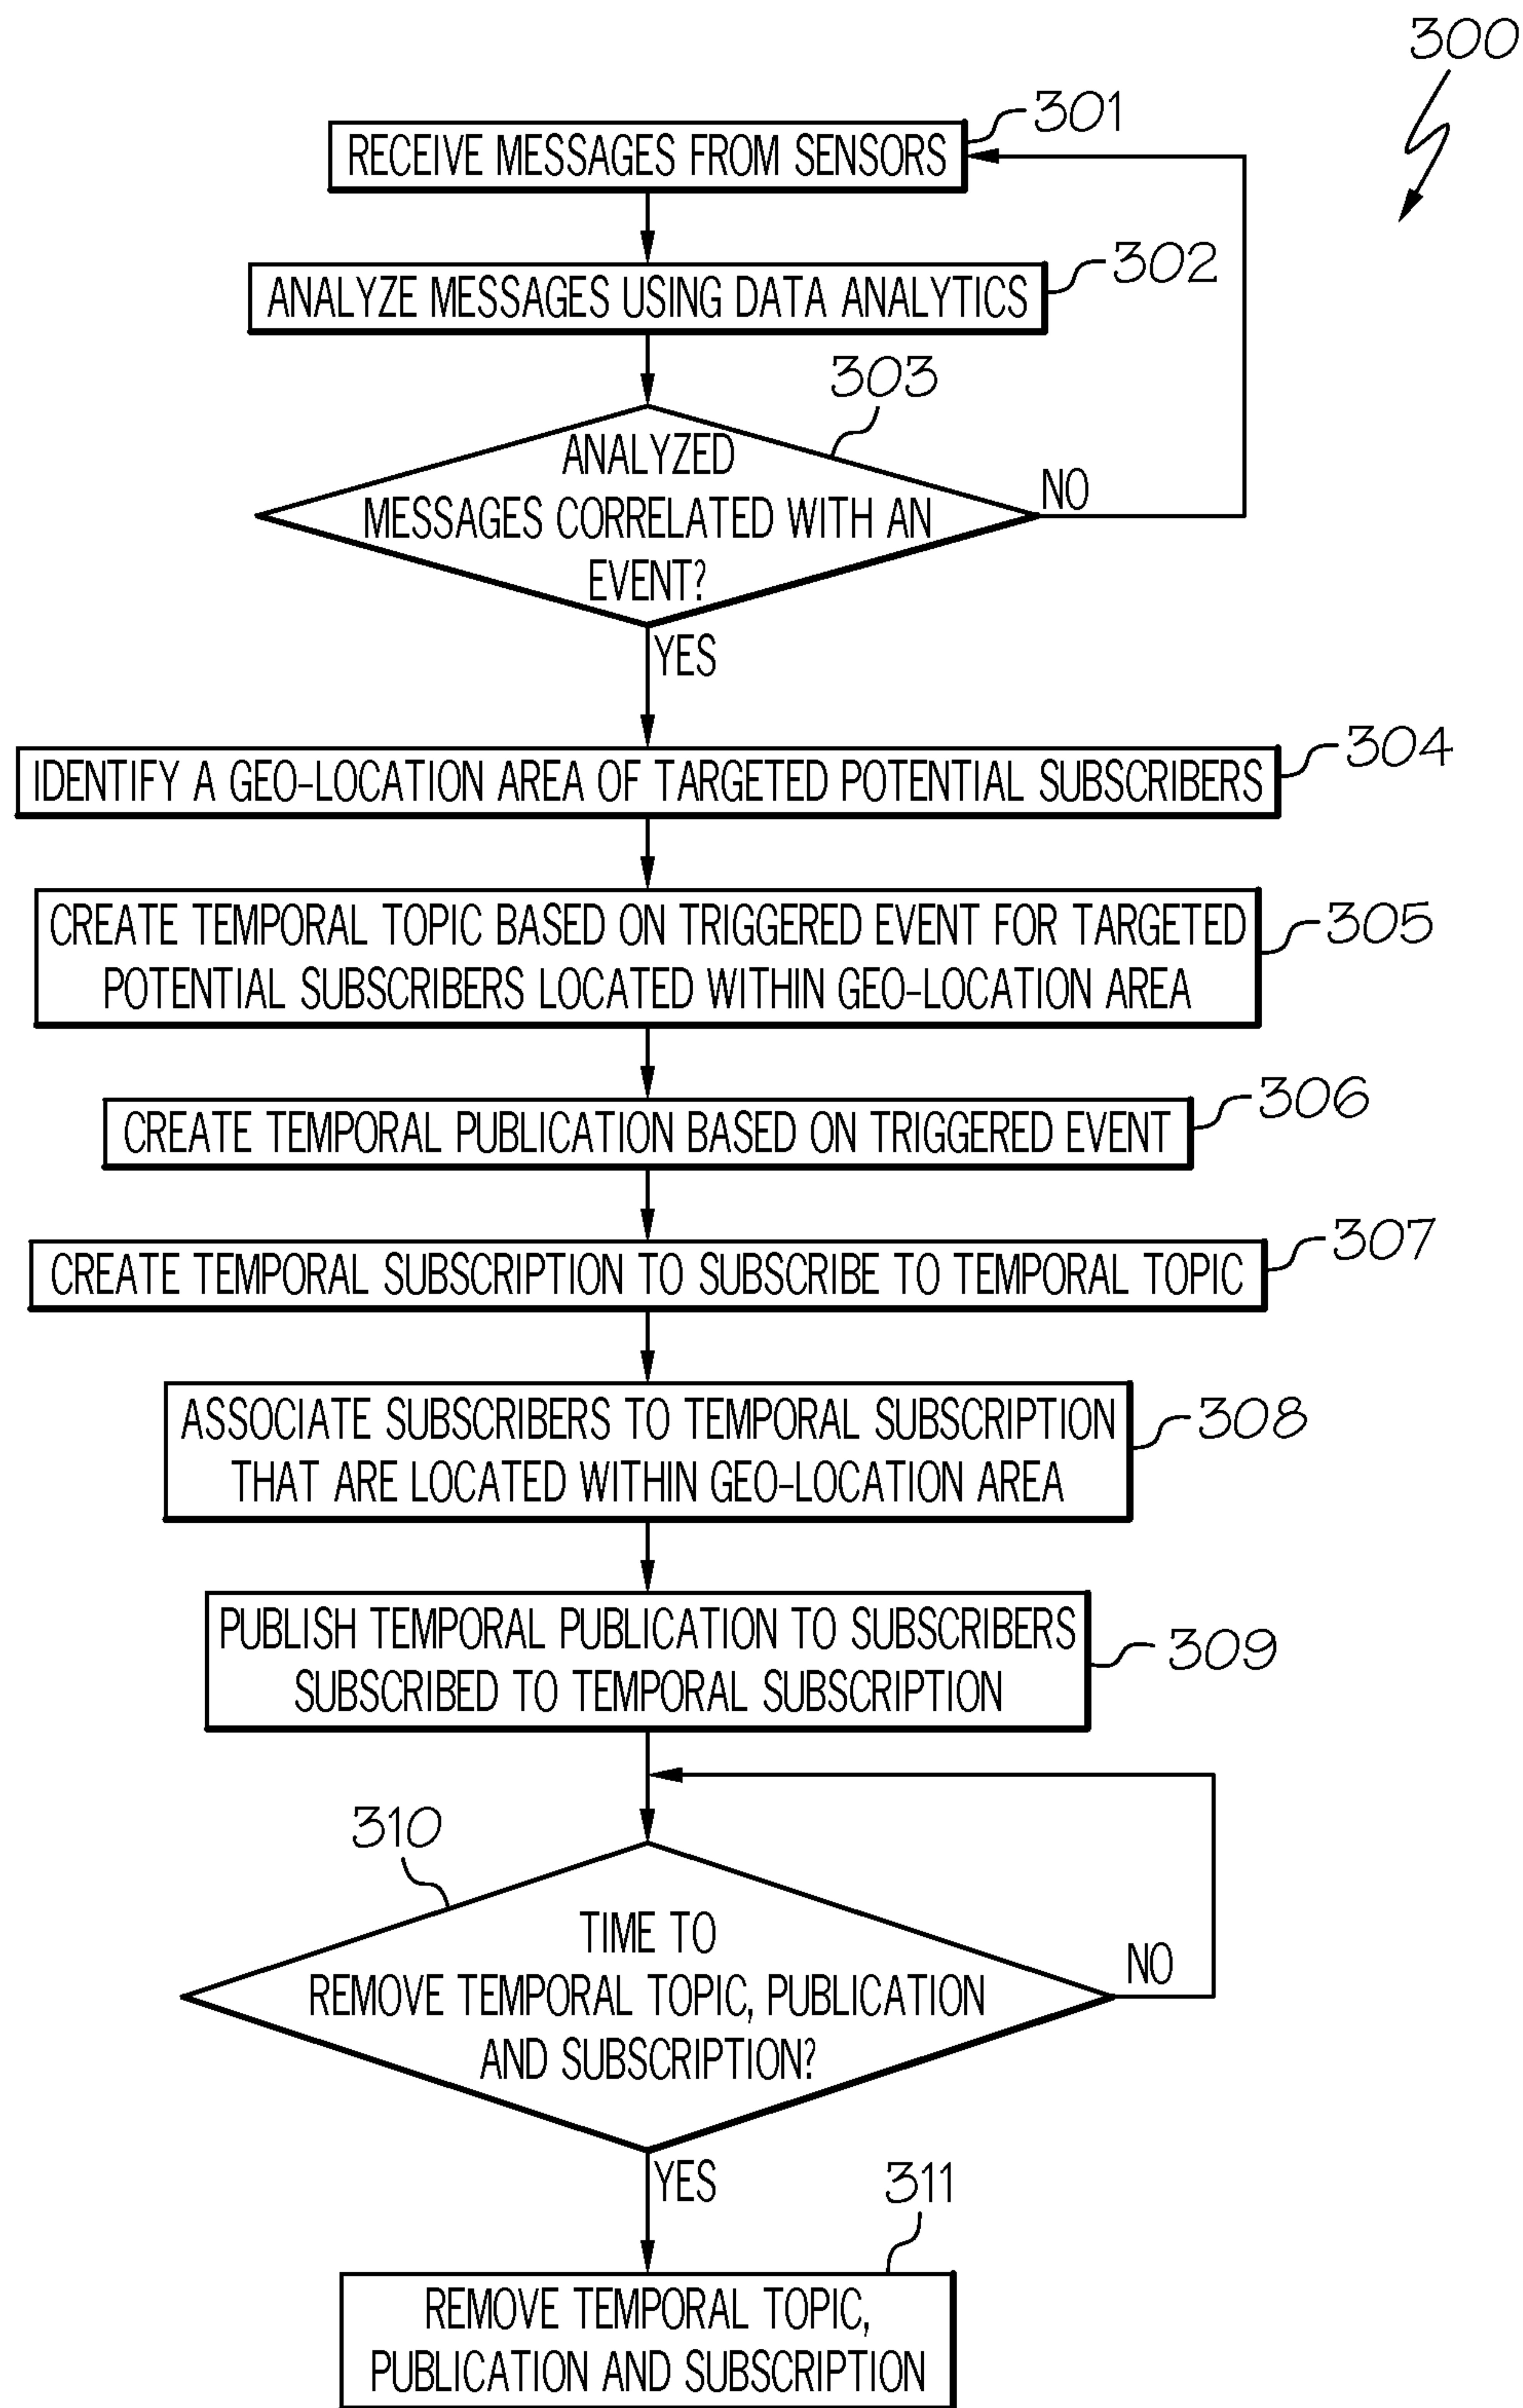 300
301
RECEIVE MESSAGES FROM SENSORS
302
ANALYZE MESSAGES USING DATA ANALYTICS
303
ANALYZED
MESSAGES CORRELATED WITH AN
EVENT?
NO
YES
304
IDENTIFY A GEO-LOCATION AREA OF TARGETED POTENTIAL SUBSCRIBERS
305
CREATE TEMPORAL TOPIC BASED ON TRIGGERED EVENT FOR TARGETED
POTENTIAL SUBSCRIBERS LOCATED WITHIN GEO-LOCATION AREA
306
CREATE TEMPORAL PUBLICATION BASED ON TRIGGERED EVENT
307
CREATE TEMPORAL SUBSCRIPTION TO SUBSCRIBE TO TEMPORAL TOPIC
308
ASSOCIATE SUBSCRIBERS TO TEMPORAL SUBSCRIPTION
THAT ARE LOCATED WITHIN GEO-LOCATION AREA
309
PUBLISH TEMPORAL PUBLICATION TO SUBSCRIBERS
SUBSCRIBED TO TEMPORAL SUBSCRIPTION
310
TIME TO
REMOVE TEMPORAL TOPIC, PUBLICATION
AND SUBSCRIPTION?
NO
YES
311
REMOVE TEMPORAL TOPIC,
PUBLICATION AND SUBSCRIPTION